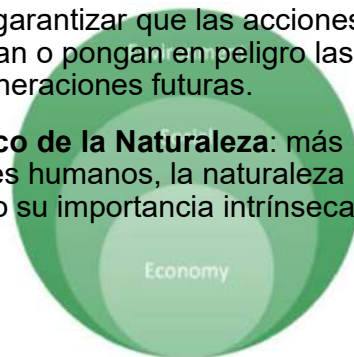 garantizar que las acciones
an o pongan en peligro las
neraciones futuras.
co de la Naturaleza: más
es humanos, la naturaleza
o su importancia intrínseca
Economy